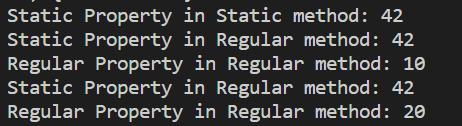 Static Property in Static method: 42
Static Property in Regular method: 42
Regular Property in Regular method: 10
Static Property in Regular method: 42
Regular Property in Regular method: 20